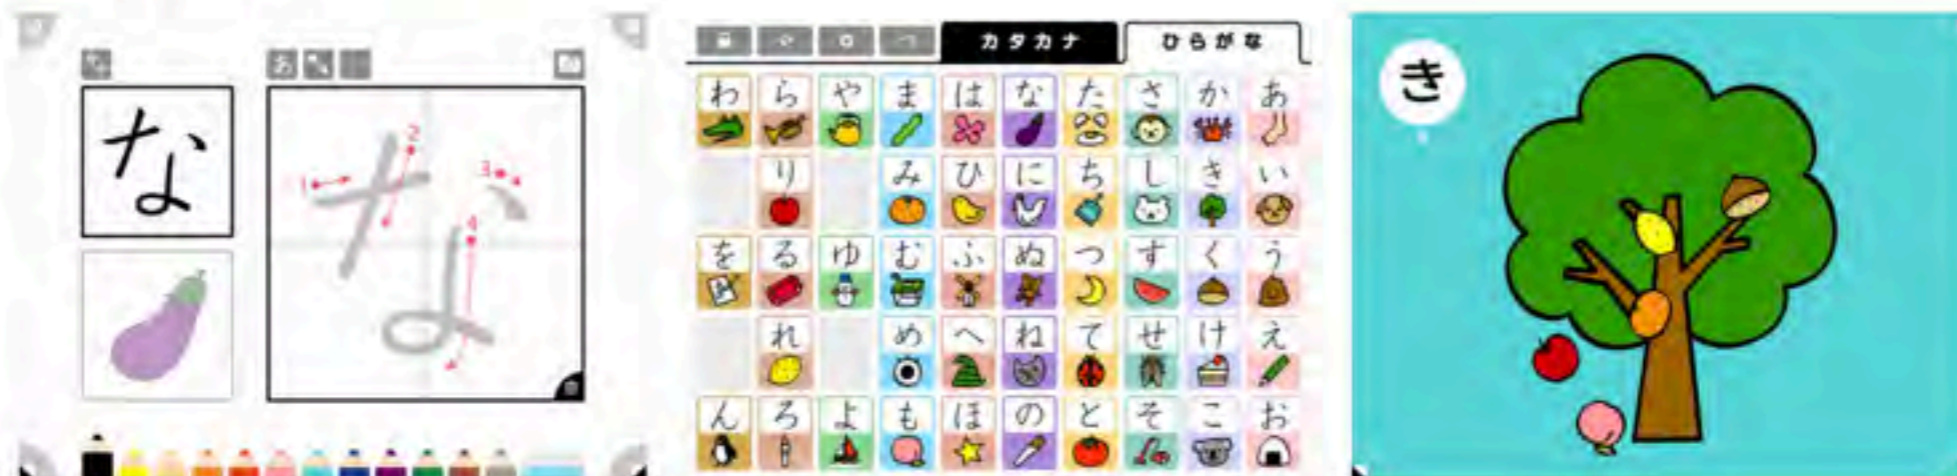 な
あ
1
2
3
4
カタカナ
ひらがな
わ ら や ま は な た さ か あ
り み ひ に ち し き い
を る ゆ む ふ ぬ つ す く う
れ め へ ね て せ け え
ん ろ よ も ほ の と そ こ お
き